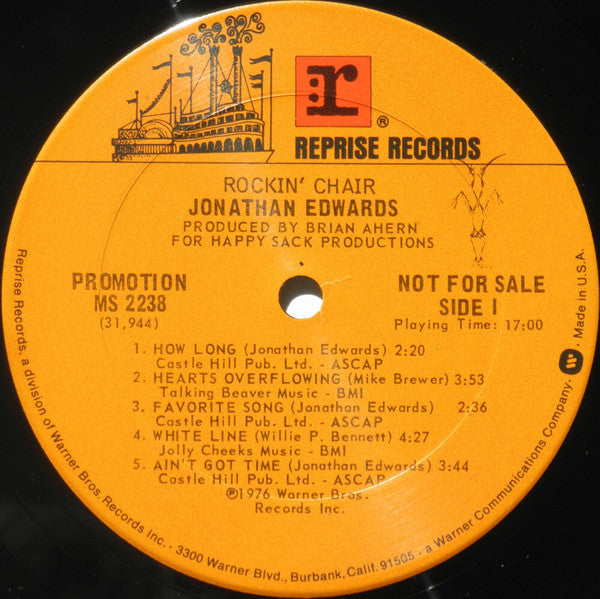 :r
®
REPRISE RECORDS
ROCKIN' CHAIR
JONATHAN EDWARDS
PRODUCED BY BRIAN AHERN
FOR HAPPY SACK PRODUCTIONS
PROMOTION
MS 2238
(31,944)
NOT FOR SALE
SIDE 1
Playing Time: 17:00
1. HOW LONG (Jonathan Edwards) 2:20
Castle Hill Pub. Ltd. - ASCAP
2. HEARTS OVERFLOWING (Mike Brewer) 3:53
Talking Beaver Music - BMI
3. FAVORITE SONG (Jonathan Edwards) 2:36
Castle Hill Pub. Ltd. - ASCAP
4. WHITE LINE (Willie P. Bennett) 4:27
Jolly Cheeks Music - BMI
5. AIN'T GOT TIME (Jonathan Edwards) 3:44
Castle Hill Pub. Ltd. - ASCAP
℗1976 Warner Bros.
Records Inc.
Reprise Records, a division of Warner Bros. Records Inc. · 3300 Warner Blvd., Burbank, Calif. 91505 · a Warner Communications Company · W · Made in U.S.A.